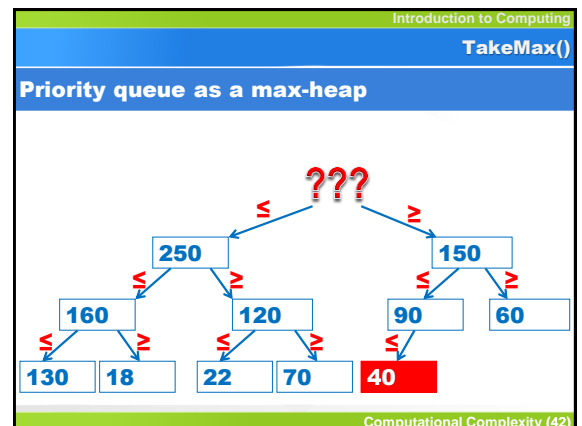 Introduction to Computing
TakeMax()
Priority queue as a max-heap
???
≤ ≥
250 150
≤ ≥ ≤ ≥
160 120 90 60
≤ ≥ ≤ ≥ ≤
130 18 22 70 40
Computational Complexity (42)